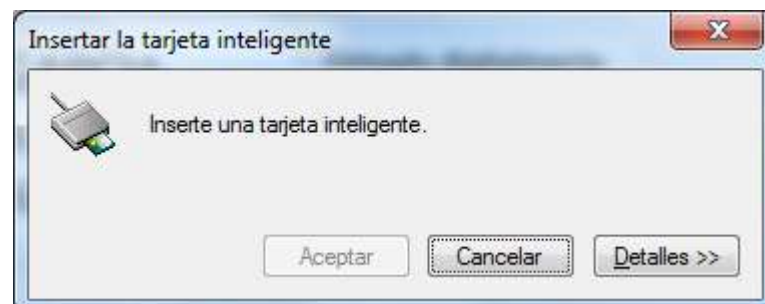 Insertar la tarjeta inteligente
Inserte una tarjeta inteligente.
Aceptar Cancelar Detalles >>